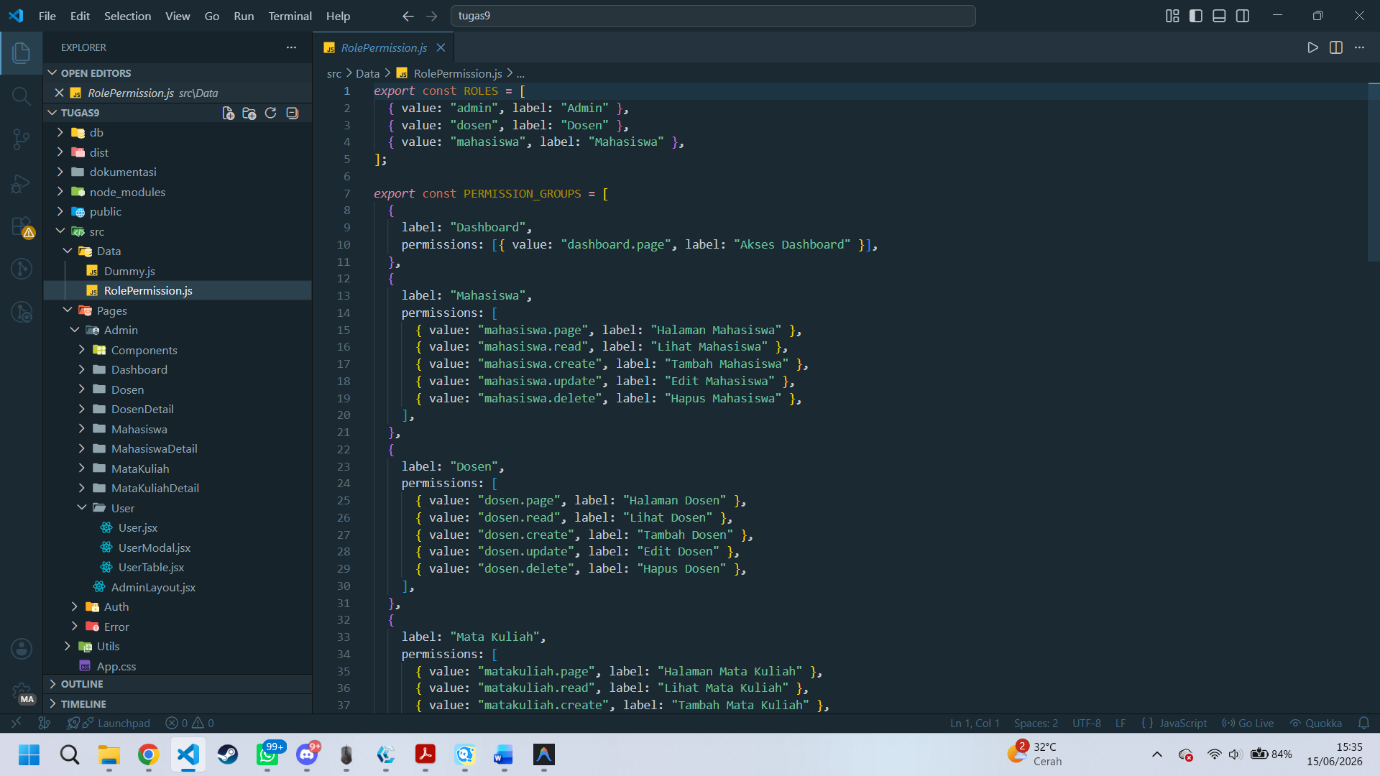 File Edit Selection View Go Run Terminal Help
tugas9
EXPLORER
OPEN EDITORS
RolePermission.js src\Data
TUGAS9
db
dist
dokumentasi
node_modules
public
src
Data
Dummy.js
RolePermission.js
Pages
Admin
Components
Dashboard
Dosen
DosenDetail
Mahasiswa
MahasiswaDetail
MataKuliah
MataKuliahDetail
User
User.jsx
UserModal.jsx
UserTable.jsx
AdminLayout.jsx
Auth
Error
Utils
App.css
OUTLINE
TIMELINE
MA
RolePermission.js
src > Data > RolePermission.js > ...
1 export const ROLES = [
2 { value: "admin", label: "Admin" },
3 { value: "dosen", label: "Dosen" },
4 { value: "mahasiswa", label: "Mahasiswa" },
5 ];
6
7 export const PERMISSION_GROUPS = [
8 {
9 label: "Dashboard",
10 permissions: [{ value: "dashboard.page", label: "Akses Dashboard" }],
11 },
12 {
13 label: "Mahasiswa",
14 permissions: [
15 { value: "mahasiswa.page", label: "Halaman Mahasiswa" },
16 { value: "mahasiswa.read", label: "Lihat Mahasiswa" },
17 { value: "mahasiswa.create", label: "Tambah Mahasiswa" },
18 { value: "mahasiswa.update", label: "Edit Mahasiswa" },
19 { value: "mahasiswa.delete", label: "Hapus Mahasiswa" },
20 ],
21 },
22 {
23 label: "Dosen",
24 permissions: [
25 { value: "dosen.page", label: "Halaman Dosen" },
26 { value: "dosen.read", label: "Lihat Dosen" },
27 { value: "dosen.create", label: "Tambah Dosen" },
28 { value: "dosen.update", label: "Edit Dosen" },
29 { value: "dosen.delete", label: "Hapus Dosen" },
30 ],
31 },
32 {
33 label: "Mata Kuliah",
34 permissions: [
35 { value: "matakuliah.page", label: "Halaman Mata Kuliah" },
36 { value: "matakuliah.read", label: "Lihat Mata Kuliah" },
37 { value: "matakuliah.create", label: "Tambah Mata Kuliah" },
Launchpad 0 0 Ln 1, Col 1 Spaces: 2 UTF-8 LF { } JavaScript Go Live Quokka
99+ 9+ 2 32°C 84% 15:35
Cerah 15/06/2026